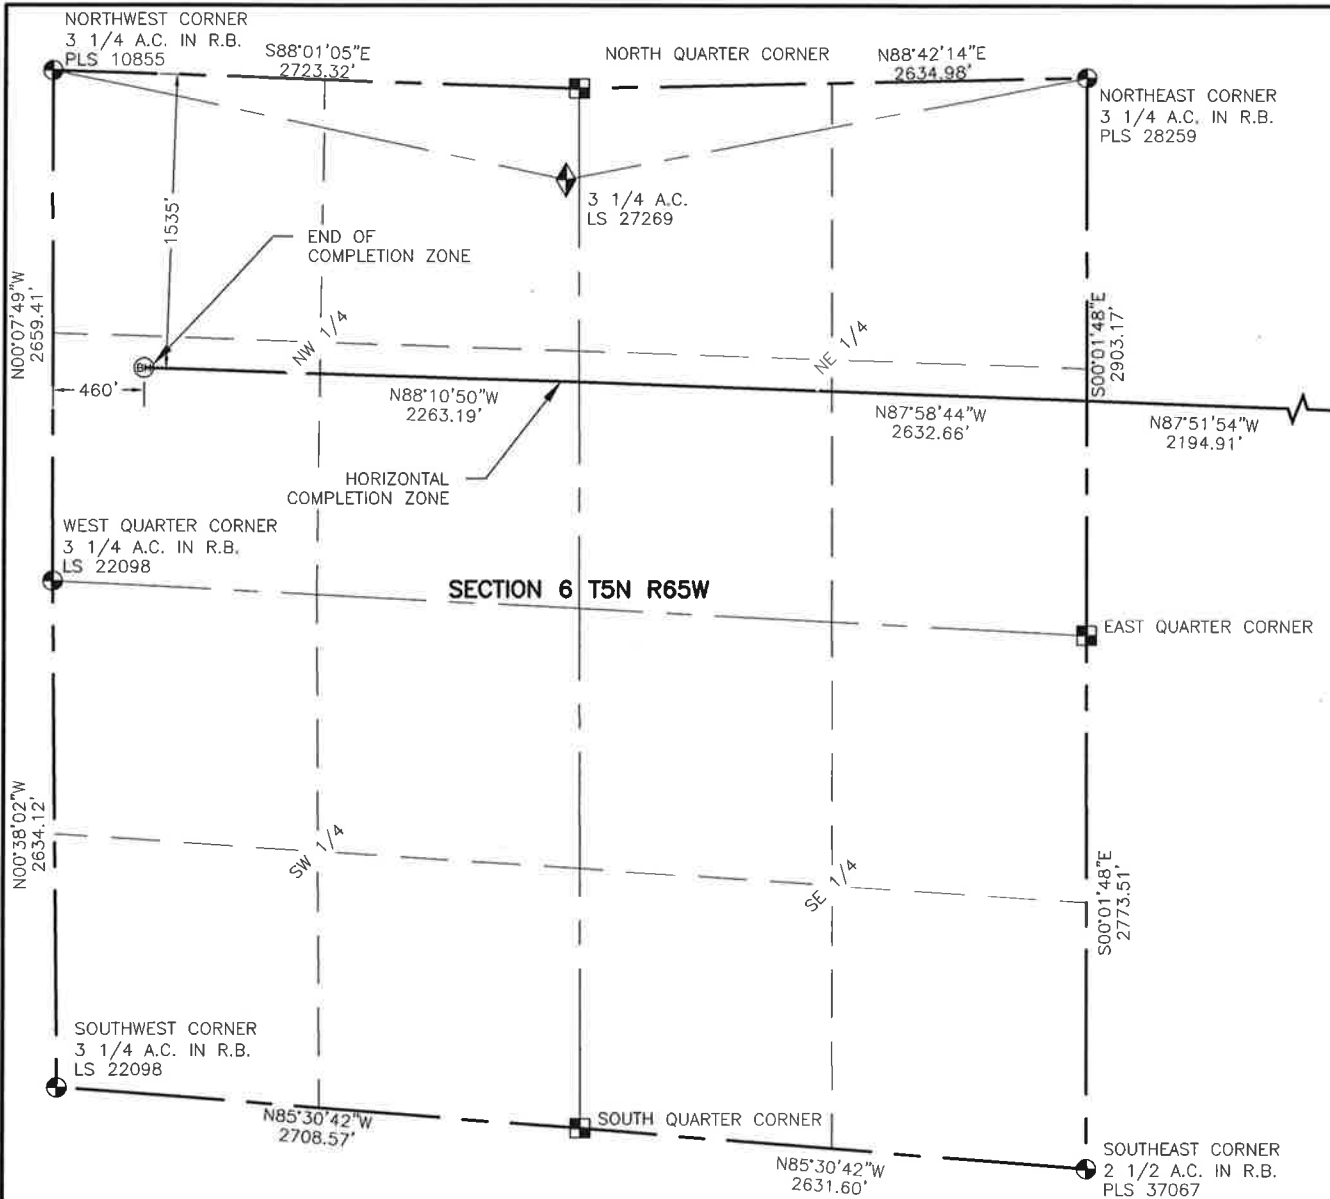 NORTHWEST CORNER
3 1/4 A.C. IN R.B.
PLS 10855
S88°01'05"E
2723.32'
NORTH QUARTER CORNER
N88°42'14"E
2634.98'
NORTHEAST CORNER
3 1/4 A.C. IN R.B.
PLS 28259
3 1/4 A.C.
LS 27269
1535'
END OF
COMPLETION ZONE
N00°07'49"W
2659.41'
NW 1/4
NE 1/4
S00°01'48"E
2903.17'
BH
460'
N88°10'50"W
2263.19'
N87°58'44"W
2632.66'
N87°51'54"W
2194.91'
HORIZONTAL
COMPLETION ZONE
WEST QUARTER CORNER
3 1/4 A.C. IN R.B.
LS 22098
SECTION 6 T5N R65W
EAST QUARTER CORNER
N00°38'02"W
2634.12'
SW 1/4
SE 1/4
S00°01'48"E
2773.51'
SOUTHWEST CORNER
3 1/4 A.C. IN R.B.
LS 22098
N85°30'42"W
2708.57'
SOUTH QUARTER CORNER
N85°30'42"W
2631.60'
SOUTHEAST CORNER
2 1/2 A.C. IN R.B.
PLS 37067